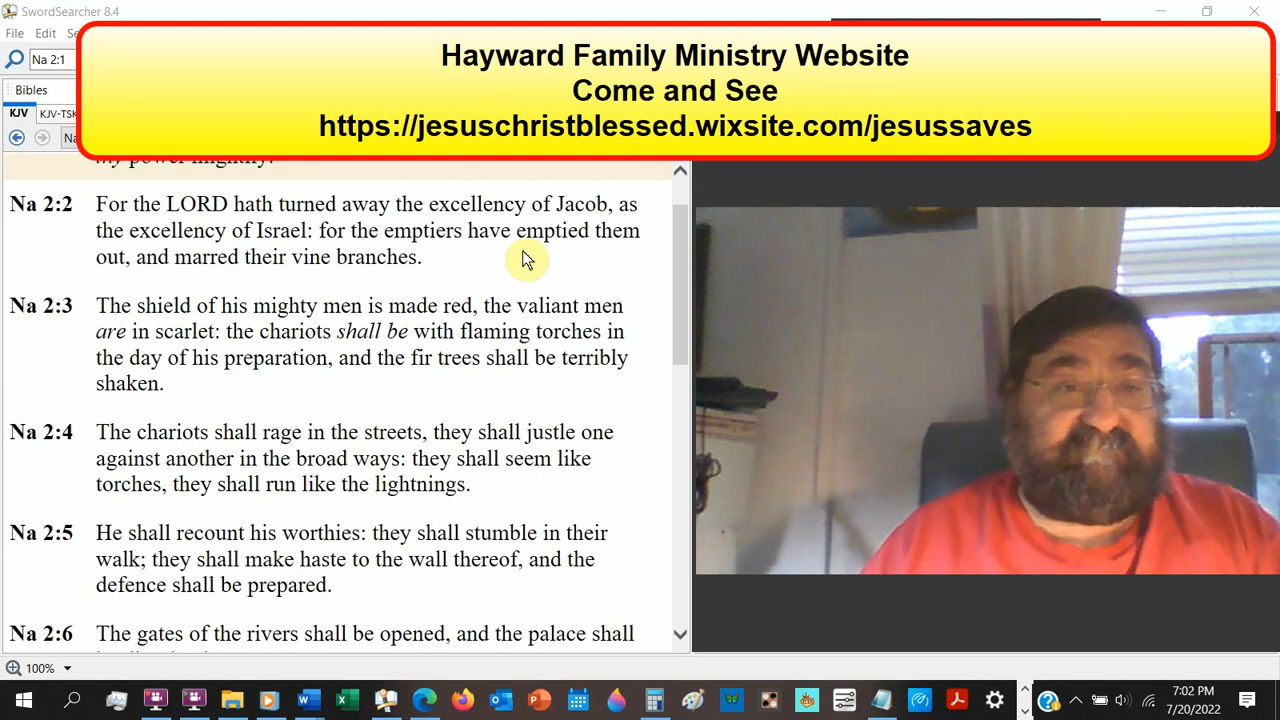 SwordSearcher 8.4
File Edit
Na 2:1
Hayward Family Ministry Website
Come and See
https://jesuschristblessed.wixsite.com/jesussaves
Bibles
KJV KJV-TSK
Na
thy power mightily.
Na 2:2 For the LORD hath turned away the excellency of Jacob, as
the excellency of Israel: for the emptiers have emptied them
out, and marred their vine branches.
Na 2:3 The shield of his mighty men is made red, the valiant men
are in scarlet: the chariots shall be with flaming torches in
the day of his preparation, and the fir trees shall be terribly
shaken.
Na 2:4 The chariots shall rage in the streets, they shall justle one
against another in the broad ways: they shall seem like
torches, they shall run like the lightnings.
Na 2:5 He shall recount his worthies: they shall stumble in their
walk; they shall make haste to the wall thereof, and the
defence shall be prepared.
Na 2:6 The gates of the rivers shall be opened, and the palace shall
100%
7:02 PM
7/20/2022